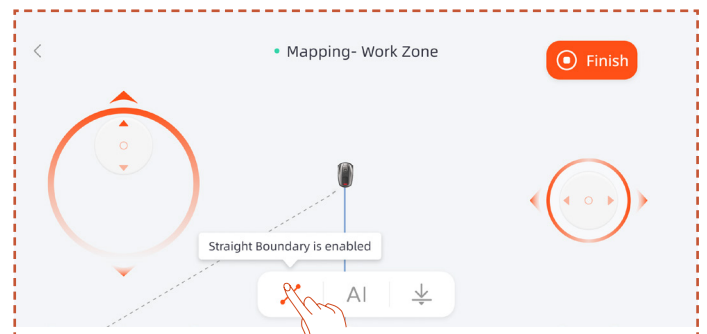 Mapping- Work Zone
Finish
Straight Boundary is enabled
AI